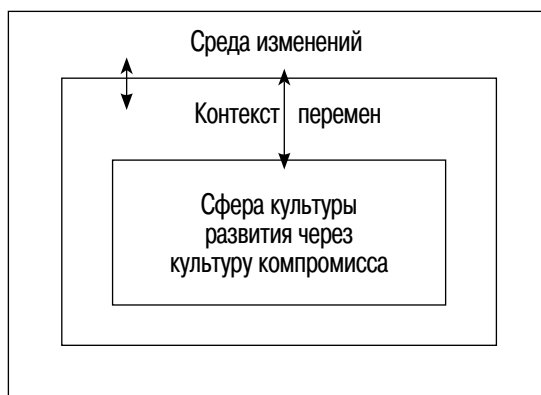 Среда изменений
Контекст перемен
Сфера культуры
развития через
культуру компромисса